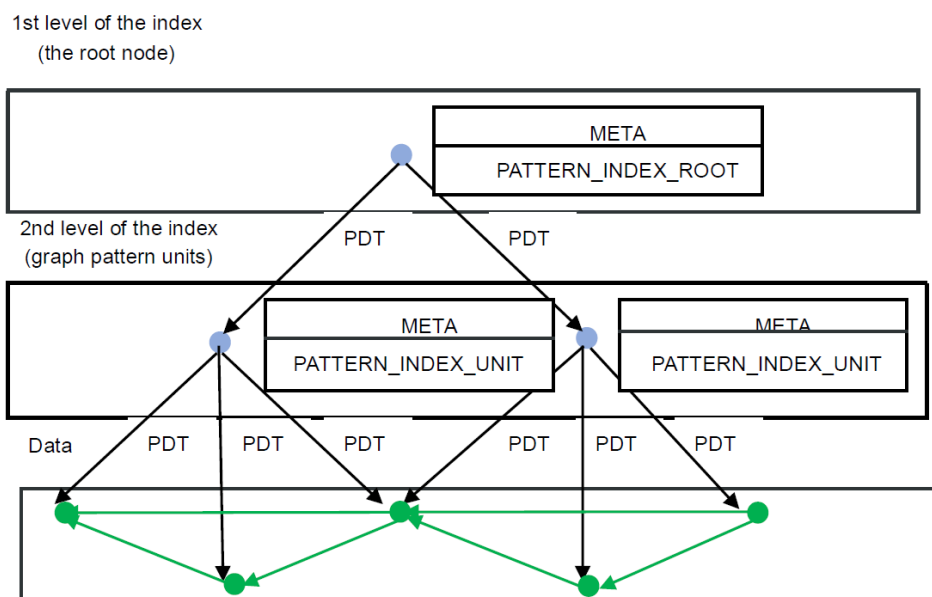 1st level of the index
(the root node)
META
PATTERN_INDEX_ROOT
2nd level of the index
(graph pattern units)
PDT
PDT
META
PATTERN_INDEX_UNIT
META
PATTERN_INDEX_UNIT
Data
PDT
PDT
PDT
PDT
PDT
PDT